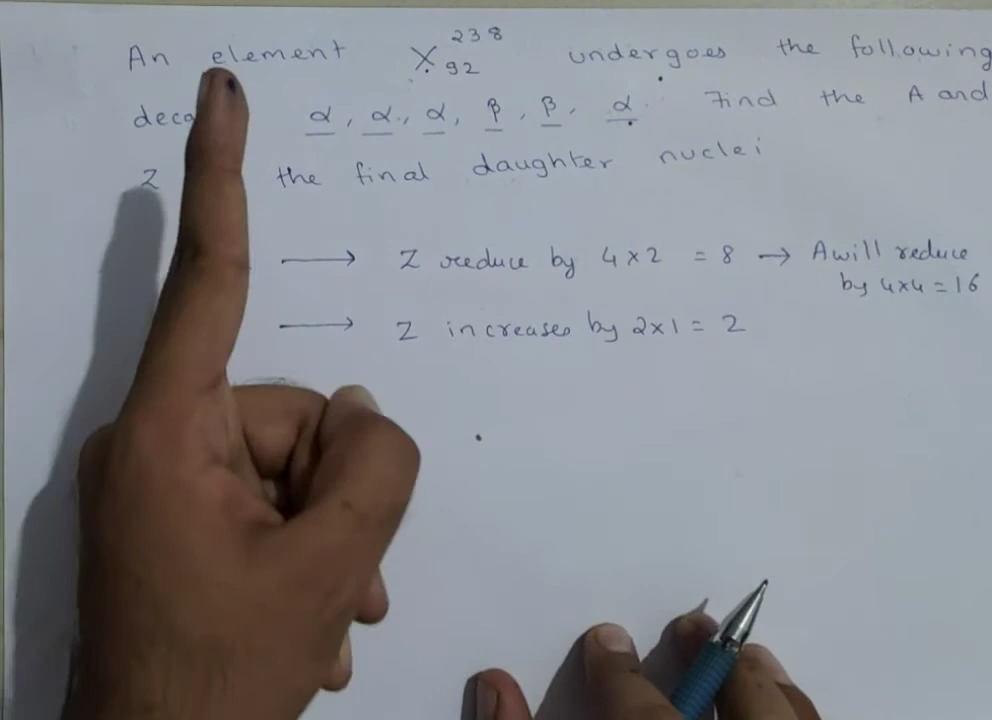 An element X 238 92 undergoes the following
deca α, α, α, β, β, α. Find the A and
Z the final daughter nuclei
→ Z reduce by 4×2 = 8 → A will reduce
by 4×4 = 16
→ Z increases by 2×1 = 2